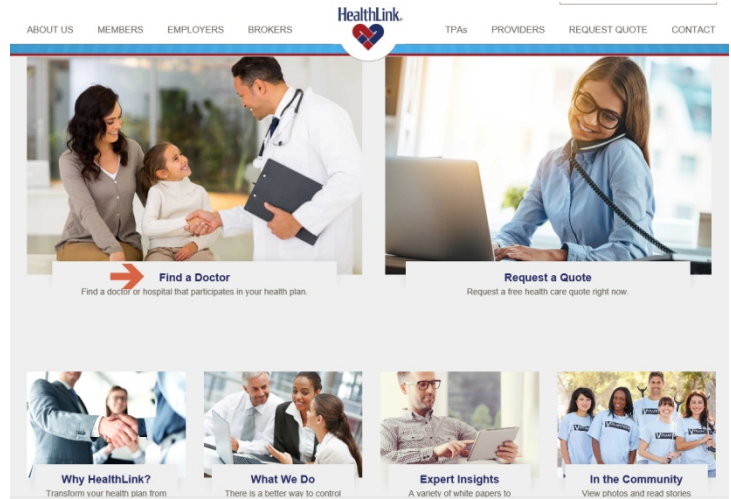 HealthLink
ABOUT US MEMBERS EMPLOYERS BROKERS TPAs PROVIDERS REQUEST QUOTE CONTACT
Find a Doctor
Find a doctor or hospital that participates in your health plan.
Request a Quote
Request a free health care quote right now.
Why HealthLink?
Transform your health plan from
What We Do
There is a better way to control
Expert Insights
A variety of white papers to
In the Community
View photos and read stories